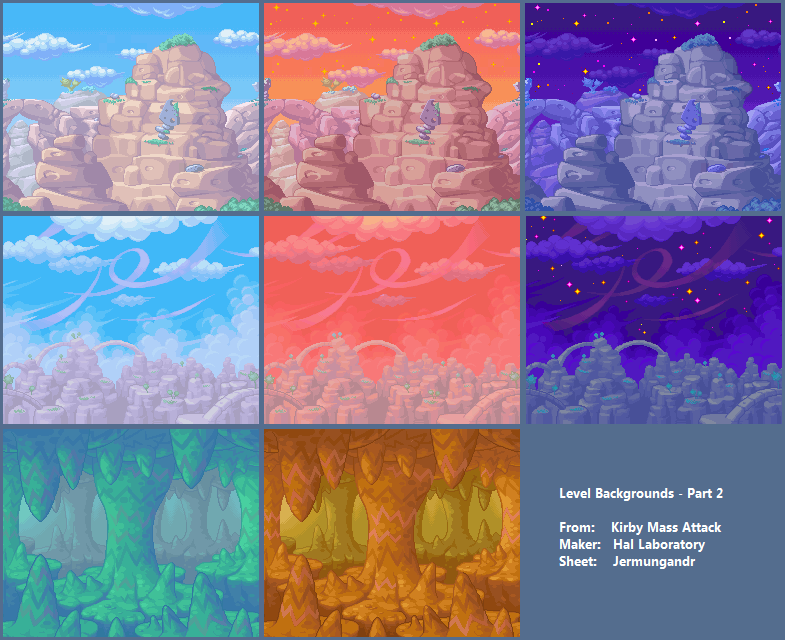 Level Backgrounds - Part 2
From: Kirby Mass Attack
Maker: Hal Laboratory
Sheet: Jermungandr